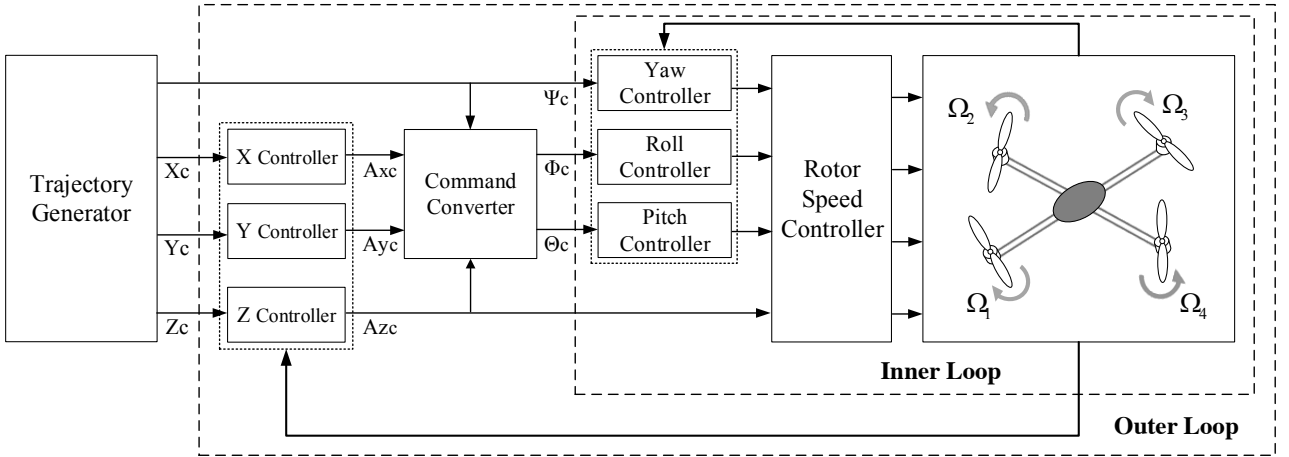 Trajectory
Generator
Xc
Yc
Zc
X Controller
Y Controller
Z Controller
Axc
Ayc
Azc
Command
Converter
Ψc
Φc
Θc
Yaw
Controller
Roll
Controller
Pitch
Controller
Rotor
Speed
Controller
Ω2
Ω3
Ω1
Ω4
Inner Loop
Outer Loop